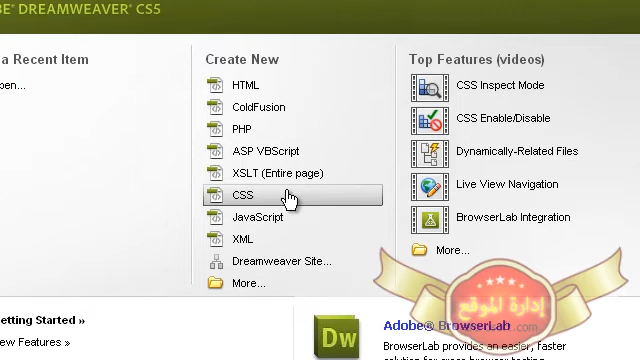 BE® DREAMWEAVER® CS5
a Recent Item
pen...
Create New
HTML
ColdFusion
PHP
ASP VBScript
XSLT (Entire page)
CSS
JavaScript
XML
Dreamweaver Site...
More...
Top Features (videos)
CSS Inspect Mode
CSS Enable/Disable
Dynamically-Related Files
Live View Navigation
BrowserLab Integration
More...
etting Started »
ew Features »
Dw
Adobe® BrowserLab
BrowserLab provides an easier, faster
إدارة الموقع
.com